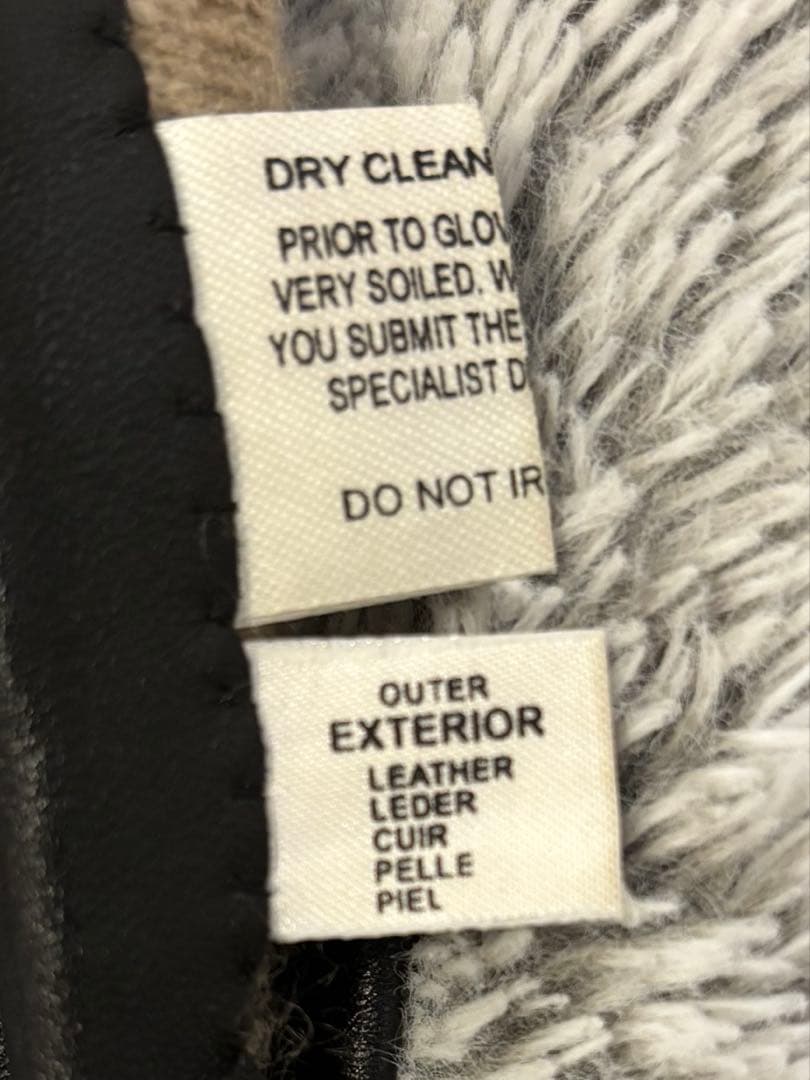 DRY CLEAN
PRIOR TO GLOV
VERY SOILED. W
YOU SUBMIT THE
SPECIALIST D
DO NOT IR
OUTER
EXTERIOR
LEATHER
LEDER
CUIR
PELLE
PIEL